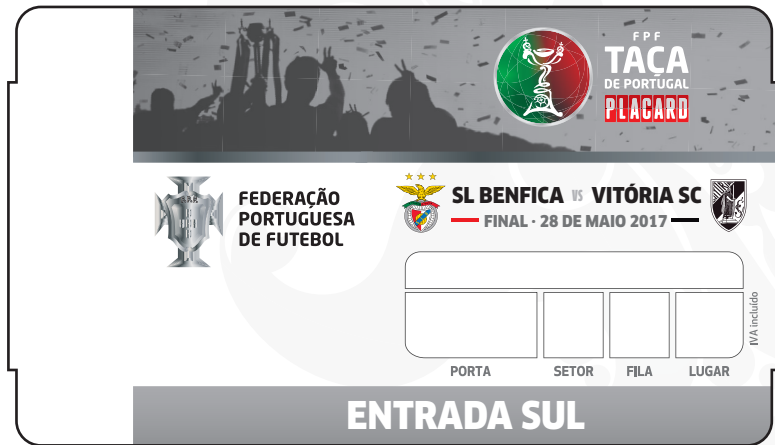 FPF
TAÇA
DE PORTUGAL
PLACARD
FEDERAÇÃO
PORTUGUESA
DE FUTEBOL
SL BENFICA VS VITÓRIA SC
FINAL · 28 DE MAIO 2017
IVA incluído
PORTA SETOR FILA LUGAR
ENTRADA SUL